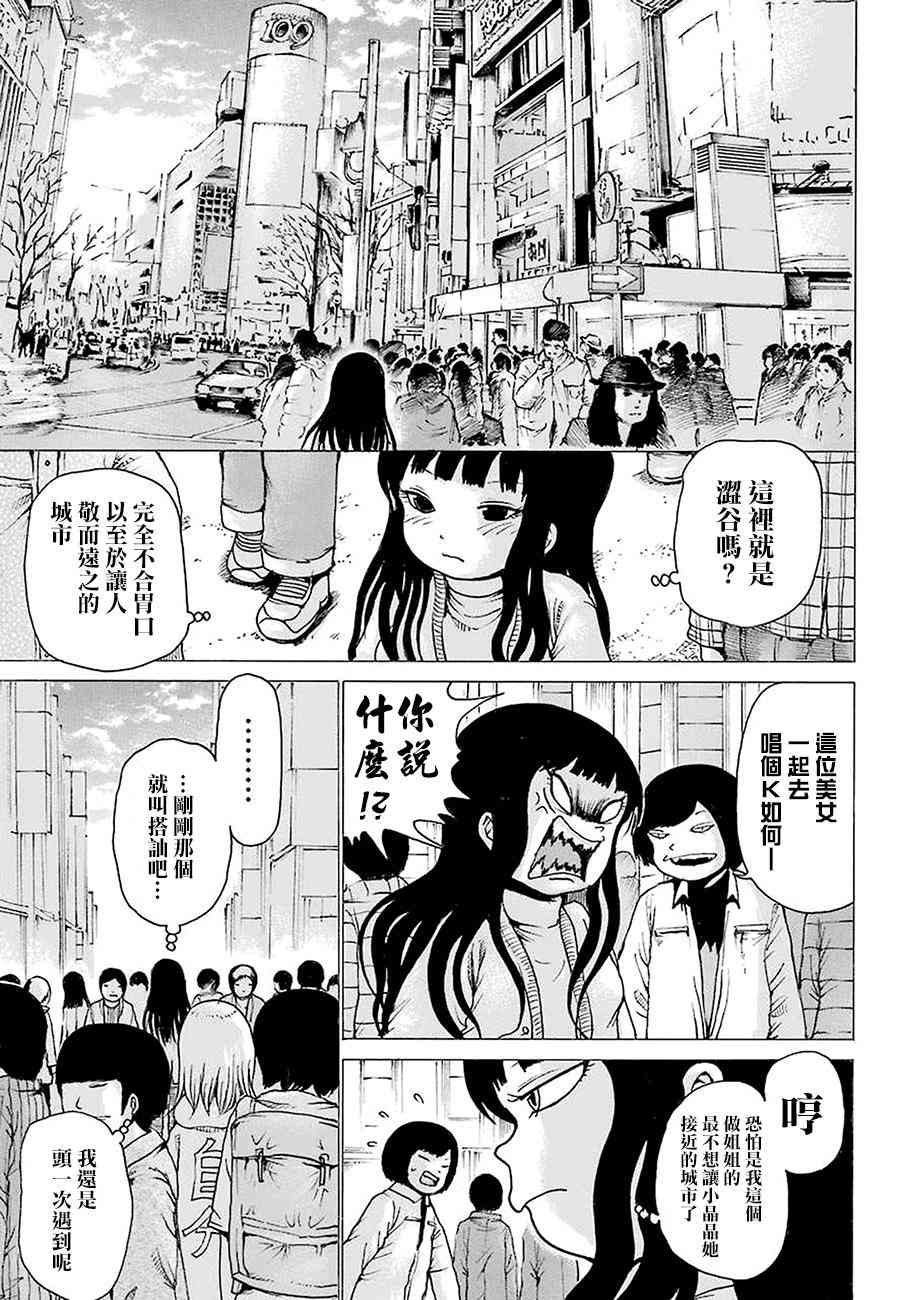 109
這裡就是
澀谷嗎？
完全不合胃口
以至於讓人
敬而遠之的
城市
這位美女
一起去
唱個K如何—
你說
什麼!?
哼
恐怕是我這個
做姐姐的
最不想讓小品品她
接近的城市了
………
…剛剛那個
就叫搭訕吧…
我還是
頭一次遇到呢